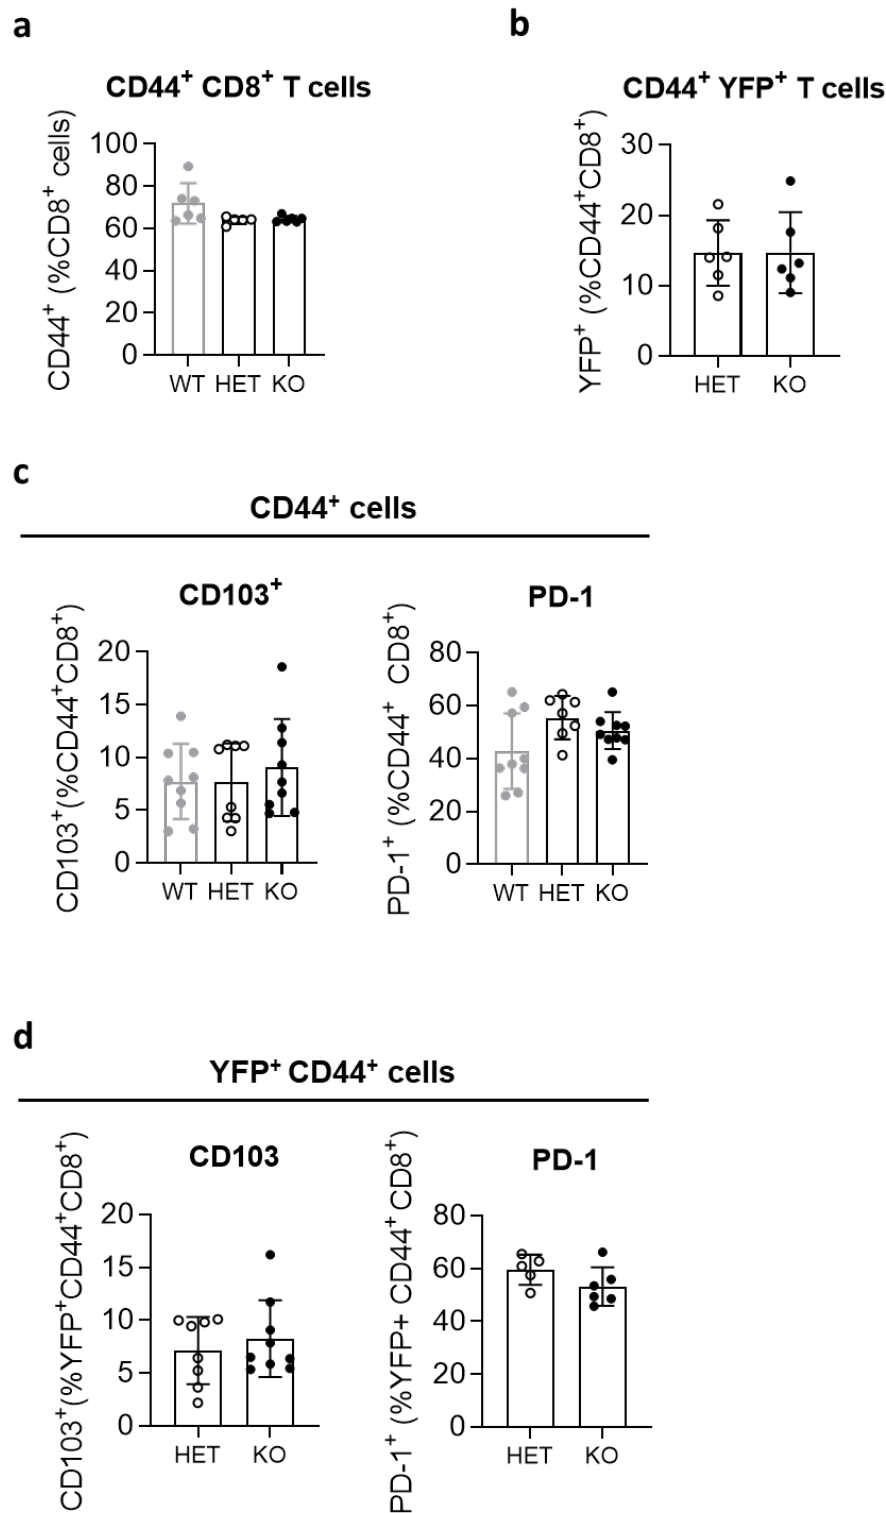 a
CD44⁺ CD8⁺ T cells
CD44⁺ (%CD8⁺ cells)
100
80
60
40
20
0
WT HET KO
b
CD44⁺ YFP⁺ T cells
YFP⁺ (%CD44⁺CD8⁺)
30
20
10
0
HET KO
c
CD44⁺ cells
CD103⁺
CD103⁺(%CD44⁺CD8⁺)
20
15
10
5
0
WT HET KO
PD-1
PD-1⁺ (%CD44⁺ CD8⁺)
80
60
40
20
0
WT HET KO
d
YFP⁺ CD44⁺ cells
CD103
CD103⁺(%YFP⁺CD44⁺CD8⁺)
20
15
10
5
0
HET KO
PD-1
PD-1⁺ (%YFP+ CD44⁺CD8⁺)
80
60
40
20
0
HET KO